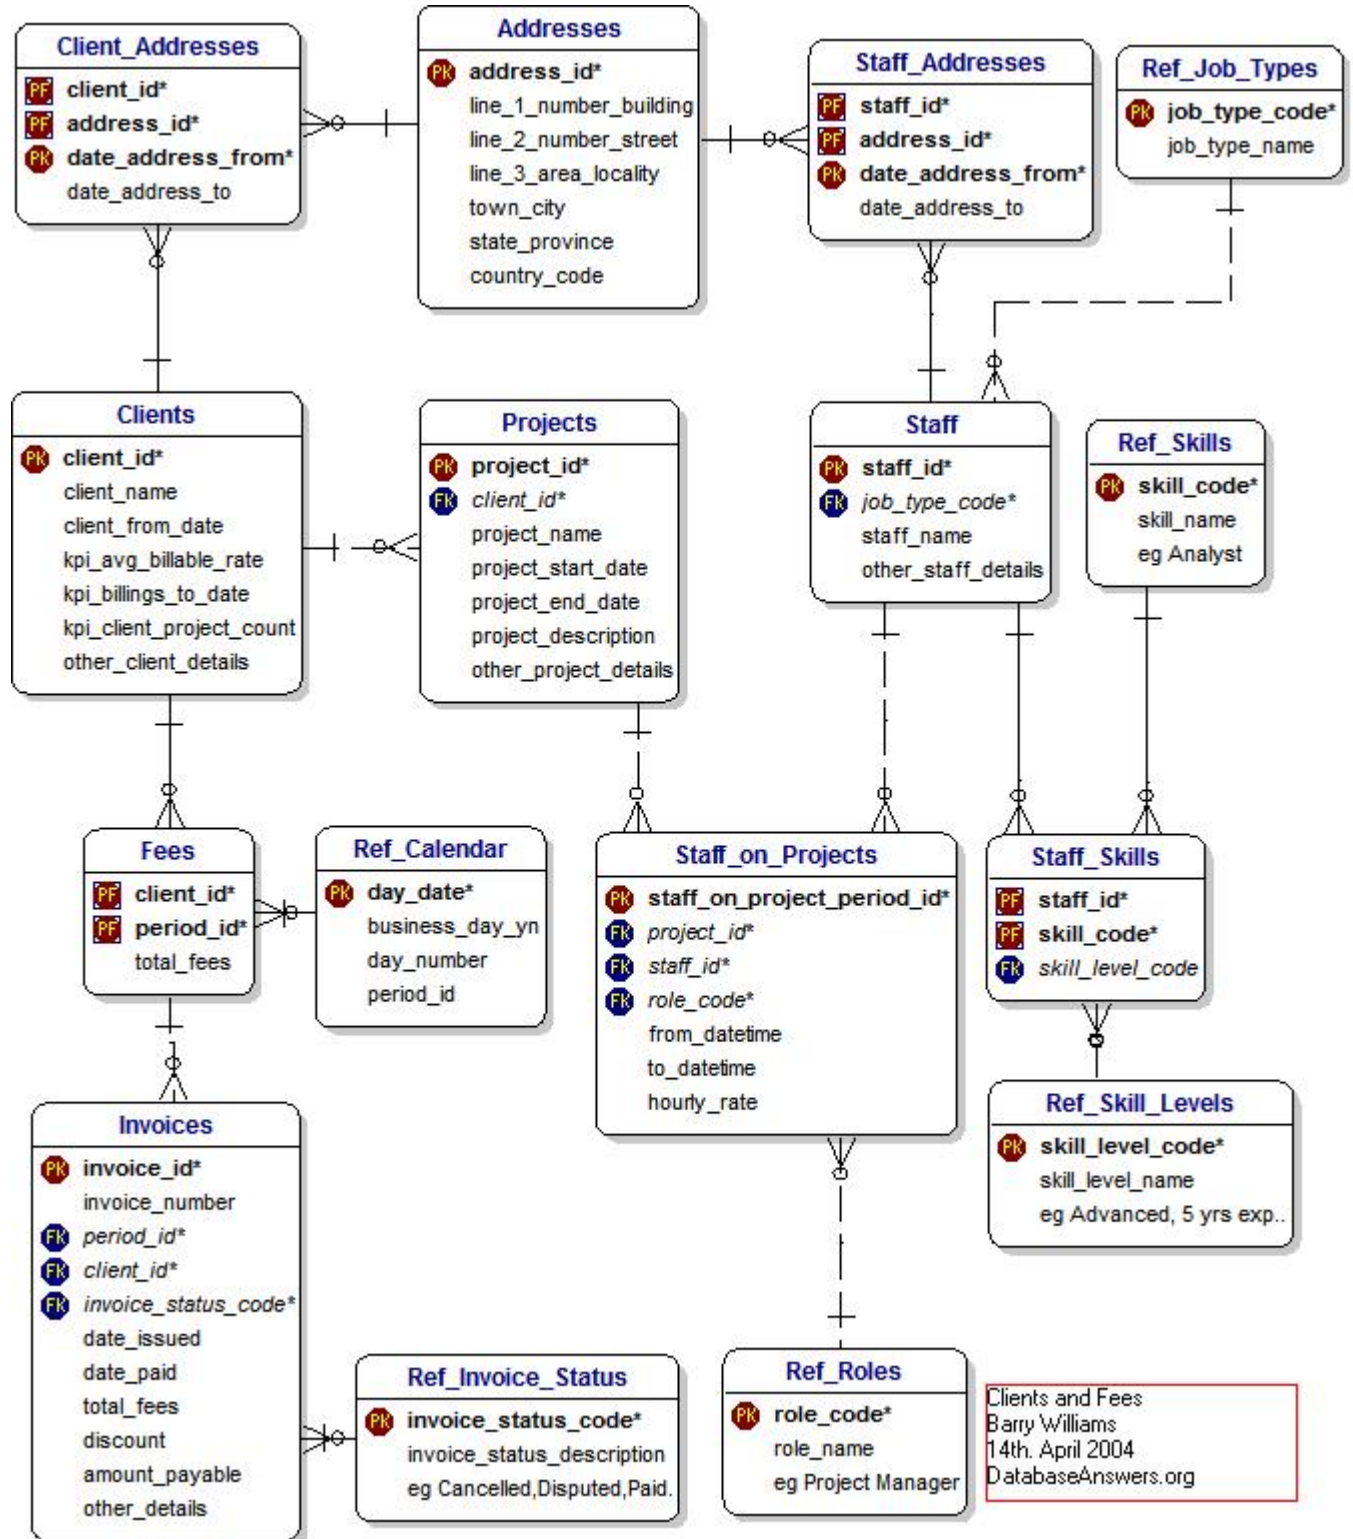 Client_Addresses
PF client_id*
PF address_id*
PK date_address_from*
date_address_to
Addresses
PK address_id*
line_1_number_building
line_2_number_street
line_3_area_locality
town_city
state_province
country_code
Staff_Addresses
PF staff_id*
PF address_id*
PK date_address_from*
date_address_to
Ref_Job_Types
PK job_type_code*
job_type_name
Clients
PK client_id*
client_name
client_from_date
kpi_avg_billable_rate
kpi_billings_to_date
kpi_client_project_count
other_client_details
Projects
PK project_id*
FK client_id*
project_name
project_start_date
project_end_date
project_description
other_project_details
Staff
PK staff_id*
FK job_type_code*
staff_name
other_staff_details
Ref_Skills
PK skill_code*
skill_name
eg Analyst
Fees
PF client_id*
PF period_id*
total_fees
Ref_Calendar
PK day_date*
business_day_yn
day_number
period_id
Staff_on_Projects
PK staff_on_project_period_id*
FK project_id*
FK staff_id*
FK role_code*
from_datetime
to_datetime
hourly_rate
Staff_Skills
PF staff_id*
PF skill_code*
FK skill_level_code
Ref_Skill_Levels
PK skill_level_code*
skill_level_name
eg Advanced, 5 yrs exp..
Invoices
PK invoice_id*
invoice_number
FK period_id*
FK client_id*
FK invoice_status_code*
date_issued
date_paid
total_fees
discount
amount_payable
other_details
Ref_Invoice_Status
PK invoice_status_code*
invoice_status_description
eg Cancelled,Disputed,Paid.
Ref_Roles
PK role_code*
role_name
eg Project Manager
Clients and Fees
Barry Williams
14th. April 2004
DatabaseAnswers.org